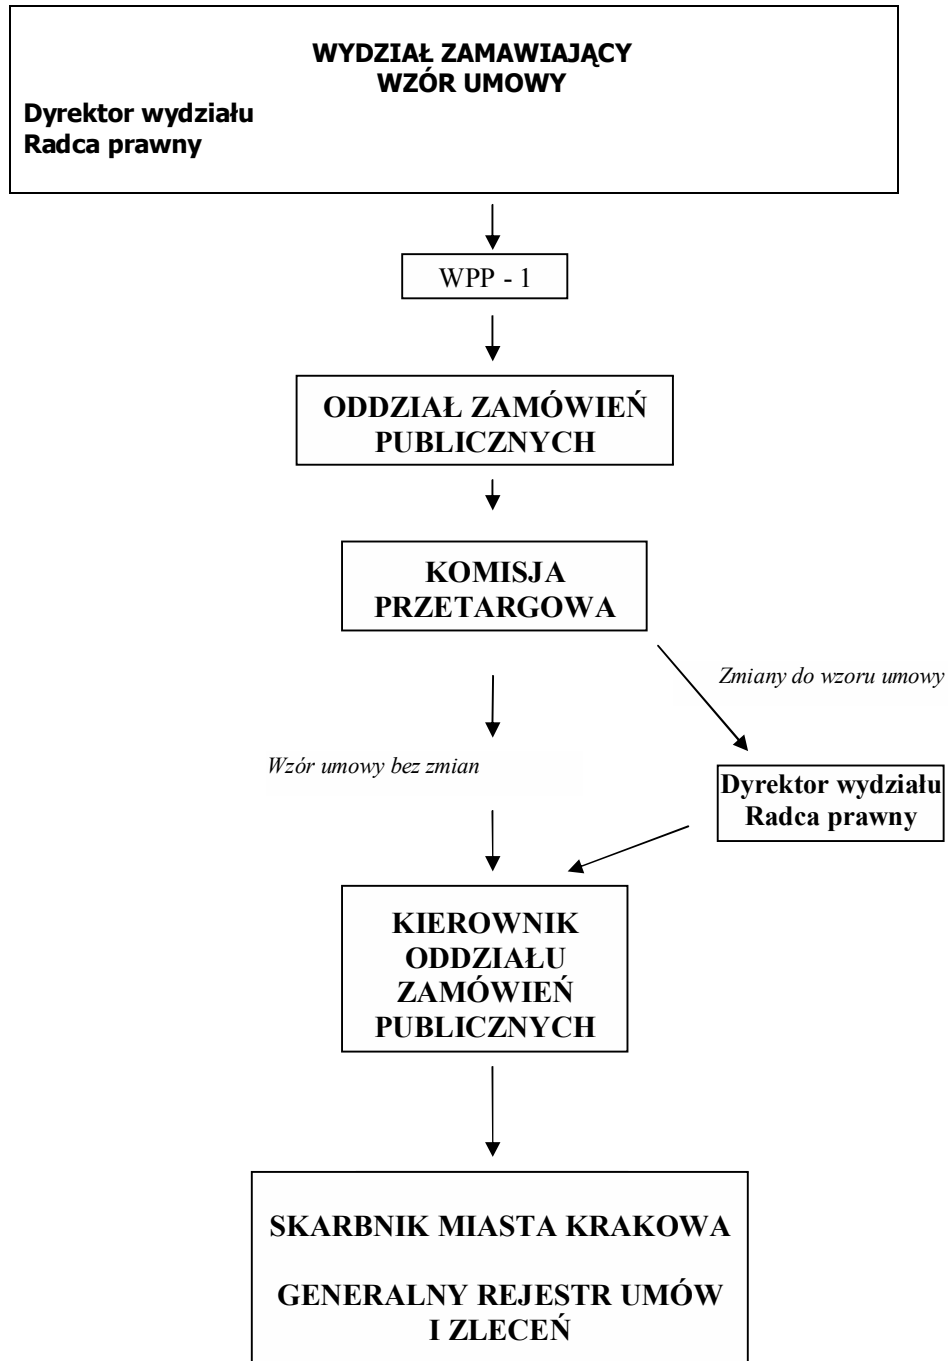 WYDZIAŁ ZAMAWIAJĄCY
WZÓR UMOWY
Dyrektor wydziału
Radca prawny
WPP - 1
ODDZIAŁ ZAMÓWIEŃ
PUBLICZNYCH
KOMISJA
PRZETARGOWA
Zmiany do wzoru umowy
Wzór umowy bez zmian
Dyrektor wydziału
Radca prawny
KIEROWNIK
ODDZIAŁU
ZAMÓWIEŃ
PUBLICZNYCH
SKARBNIK MIASTA KRAKOWA
GENERALNY REJESTR UMÓW
I ZLECEŃ